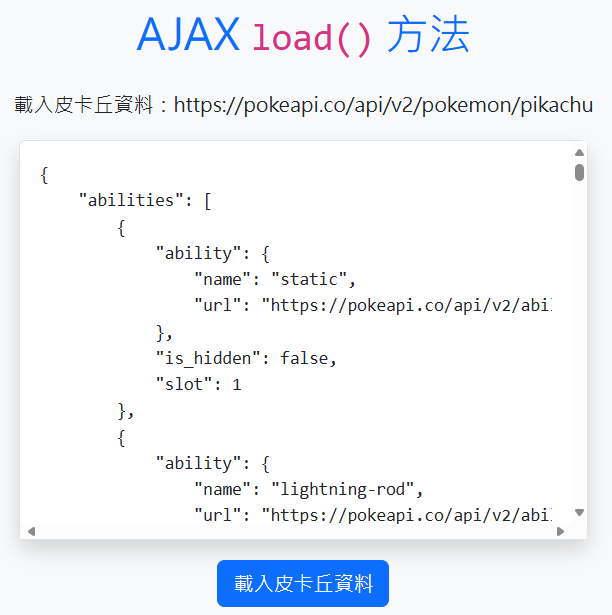 AJAX load() 方法
載入皮卡丘資料：https://pokeapi.co/api/v2/pokemon/pikachu
{
    "abilities": [
        {
            "ability": {
                "name": "static",
                "url": "https://pokeapi.co/api/v2/abil
            },
            "is_hidden": false,
            "slot": 1
        },
        {
            "ability": {
                "name": "lightning-rod",
                "url": "https://pokeapi.co/api/v2/abil
載入皮卡丘資料